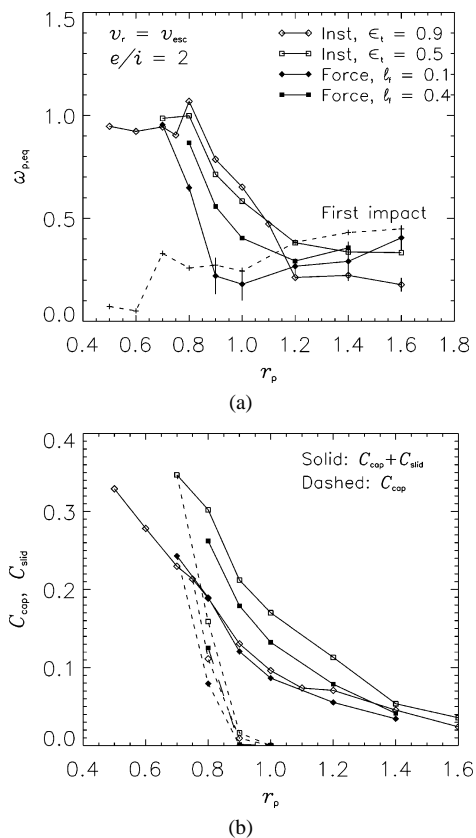 υ_r = υ_esc
e/i = 2
Inst, ϵ_t = 0.9
Inst, ϵ_t = 0.5
Force, ℓ_f = 0.1
Force, ℓ_f = 0.4
First impact
ω_p,eq
1.5
1.0
0.5
0.0
0.4 0.6 0.8 1.0 1.2 1.4 1.6
r_p
(a)
Solid: C_cap+C_slid
Dashed: C_cap
C_cap, C_slid
0.4
0.3
0.2
0.1
0.0
0.4 0.6 0.8 1.0 1.2 1.4 1.6
r_p
(b)